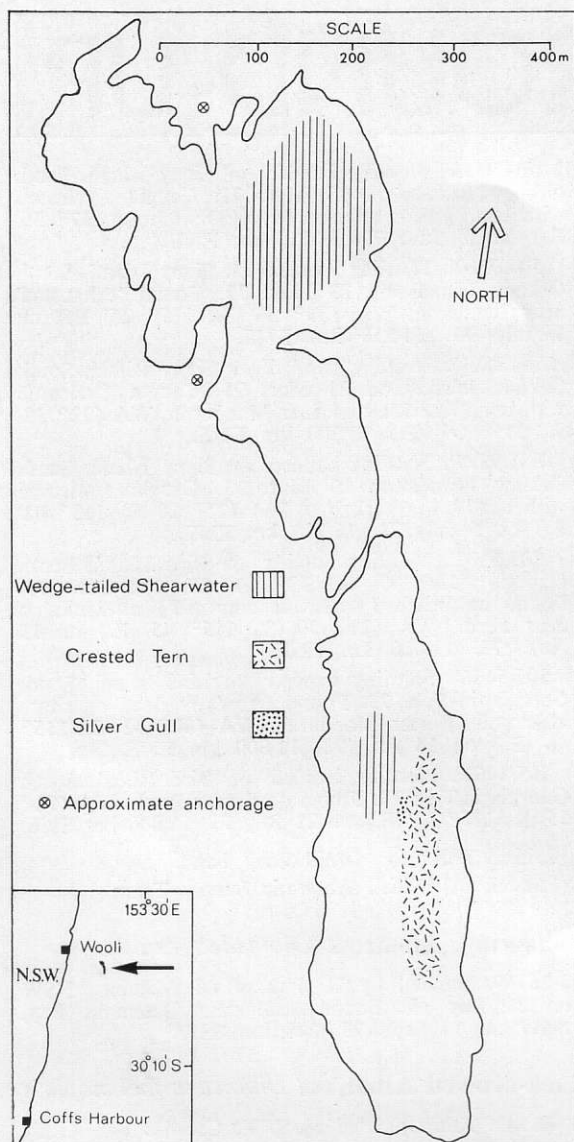 SCALE
0 100 200 300 400m
NORTH
Wedge-tailed Shearwater
Crested Tern
Silver Gull
⊗ Approximate anchorage
153°30'E
Wooli
N.S.W.
30°10'S
Coffs Harbour